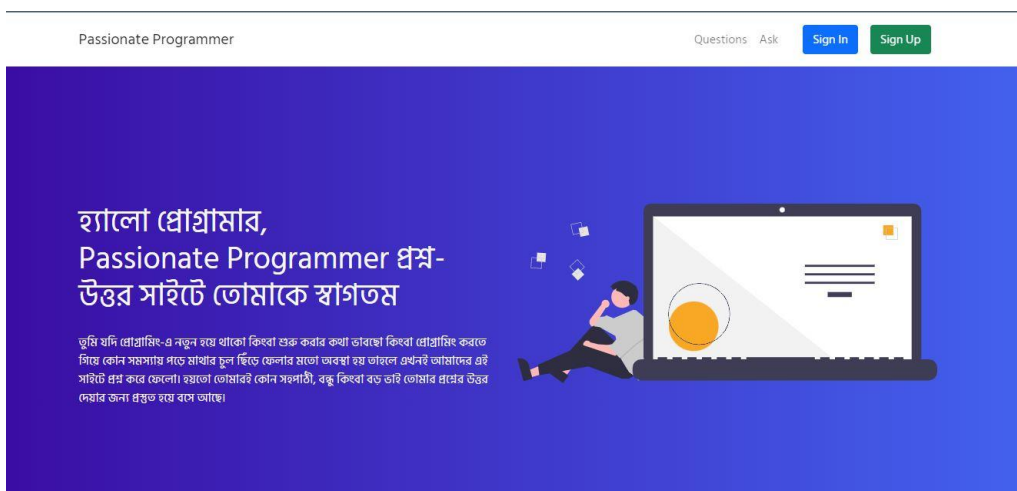 Passionate Programmer
Questions Ask Sign In Sign Up
হ্যালো প্রোগ্রামার,
Passionate Programmer প্রশ্ন-
উত্তর সাইটে তোমাকে স্বাগতম
তুমি যদি প্রোগ্রামিং-এ নতুন হয়ে থাকো কিংবা শুরু করার কথা ভাবছো কিংবা প্রোগ্রামিং করতে
গিয়ে কোন সমস্যায় পড়ে মাথার চুল ছিঁড়ে ফেলার মতো অবস্থা হয় তাহলে এখনই আমাদের এই
সাইটে প্রশ্ন করে ফেলো। হয়তো তোমারই কোন সহপাঠী, বন্ধু কিংবা বড় ভাই তোমার প্রশ্নের উত্তর
দেয়ার জন্য প্রস্তুত হয়ে বসে আছে।